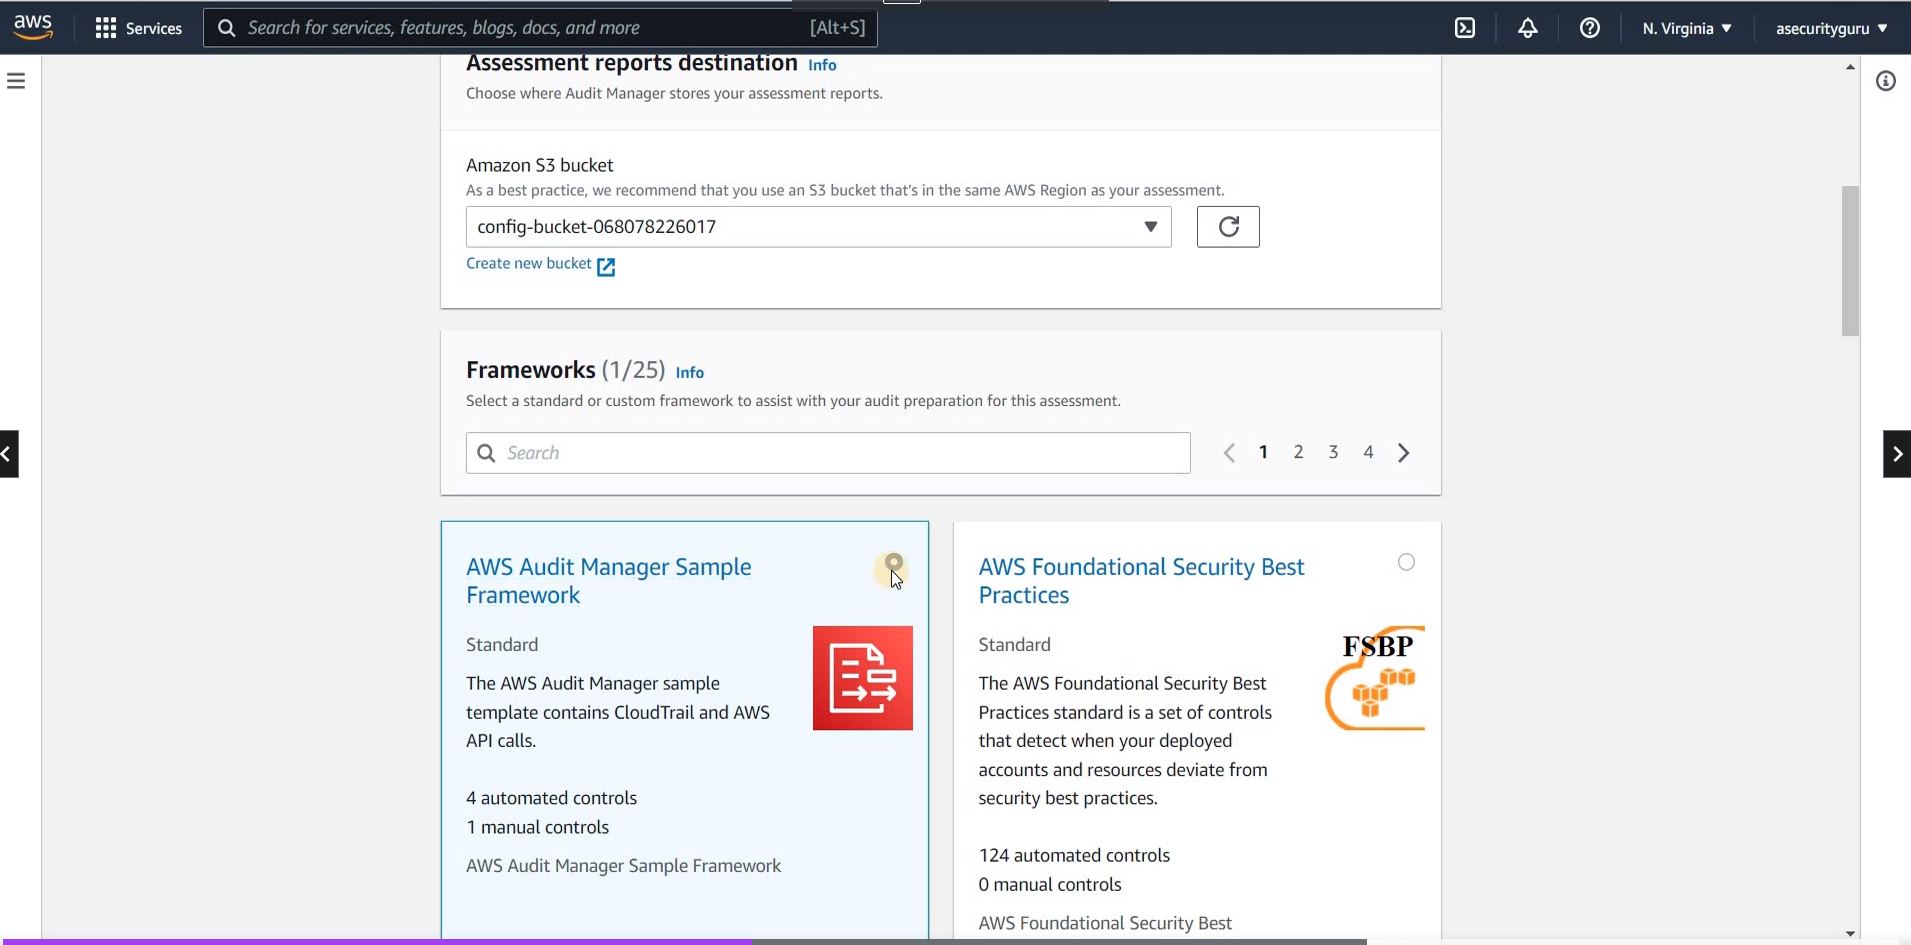 aws
Services
Search for services, features, blogs, docs, and more [Alt+S]
N. Virginia
asecurityguru
Assessment reports destination Info
Choose where Audit Manager stores your assessment reports.
Amazon S3 bucket
As a best practice, we recommend that you use an S3 bucket that's in the same AWS Region as your assessment.
config-bucket-068078226017
Create new bucket
Frameworks (1/25) Info
Select a standard or custom framework to assist with your audit preparation for this assessment.
Search
1 2 3 4
AWS Audit Manager Sample
Framework
Standard
The AWS Audit Manager sample
template contains CloudTrail and AWS
API calls.
4 automated controls
1 manual controls
AWS Audit Manager Sample Framework
AWS Foundational Security Best
Practices
Standard
FSBP
The AWS Foundational Security Best
Practices standard is a set of controls
that detect when your deployed
accounts and resources deviate from
security best practices.
124 automated controls
0 manual controls
AWS Foundational Security Best